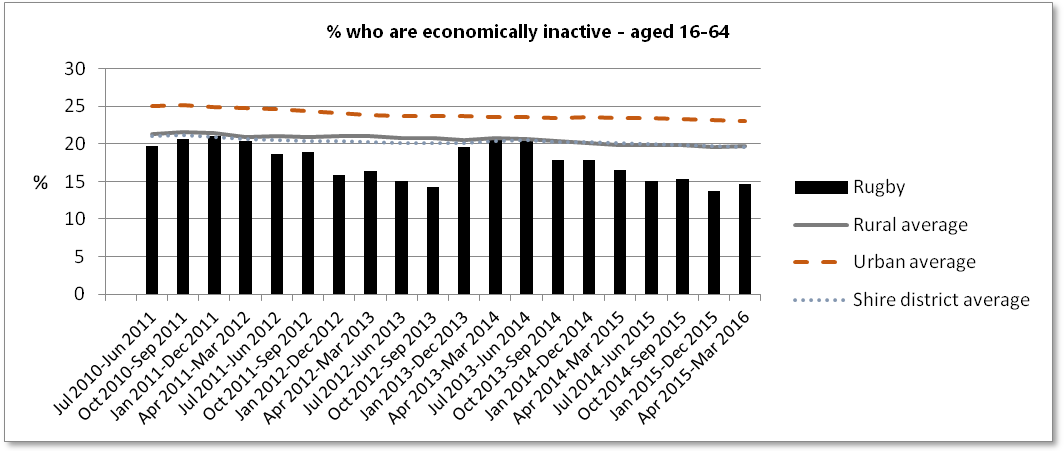 % who are economically inactive - aged 16-64
30
25
20
15
10
5
0
%
Jul 2010-Jun 2011
Oct 2010-Sep 2011
Jan 2011-Dec 2011
Apr 2011-Mar 2012
Jul 2011-Jun 2012
Oct 2011-Sep 2012
Jan 2012-Dec 2012
Apr 2012-Mar 2013
Jul 2012-Jun 2013
Oct 2012-Sep 2013
Jan 2013-Dec 2013
Apr 2013-Mar 2014
Jul 2013-Jun 2014
Oct 2013-Sep 2014
Jan 2014-Dec 2014
Apr 2014-Mar 2015
Jul 2014-Jun 2015
Oct 2014-Sep 2015
Jan 2015-Dec 2015
Apr 2015-Mar 2016
Rugby
Rural average
Urban average
Shire district average